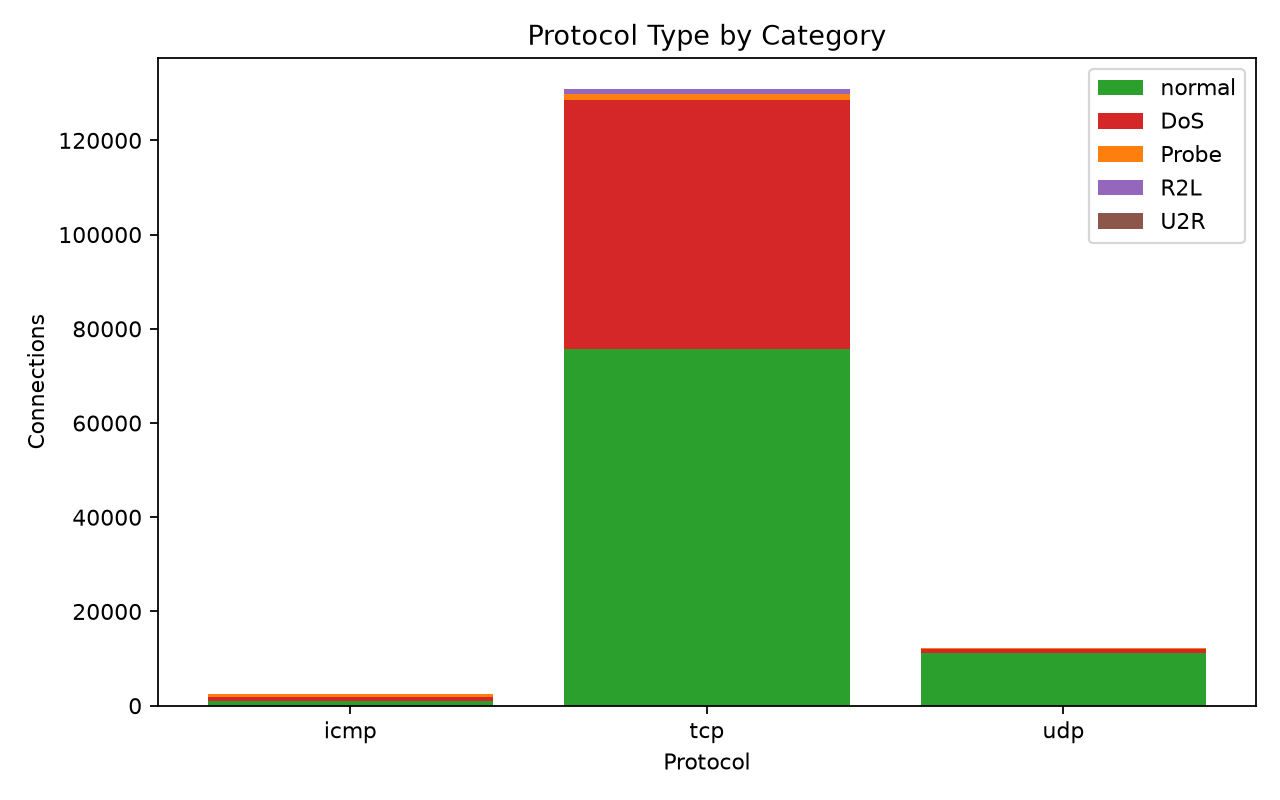 Protocol Type by Category
normal
DoS
Probe
R2L
U2R
120000
100000
80000
60000
40000
20000
0
Connections
icmp
tcp
udp
Protocol